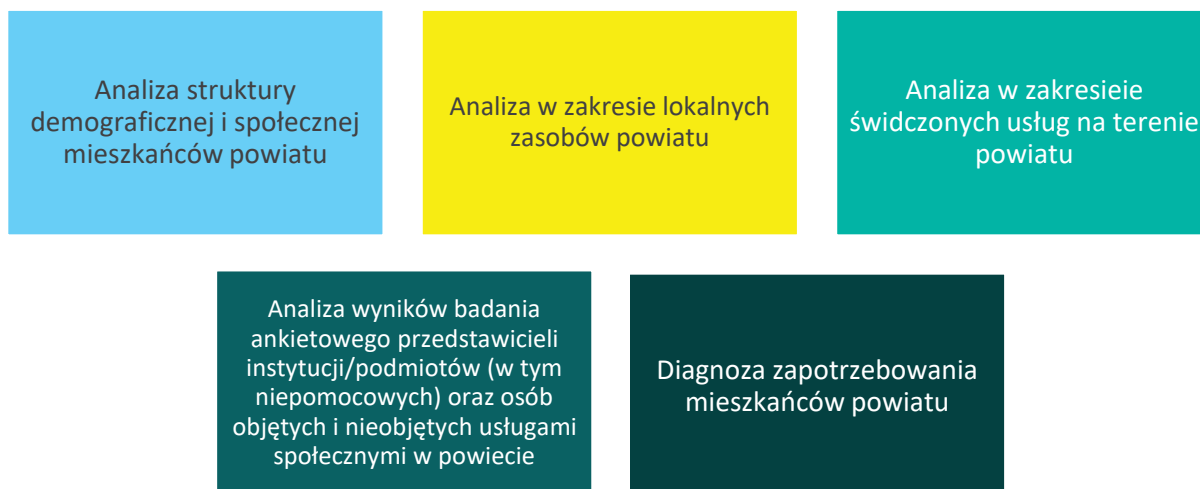 Analiza struktury
demograficznej i społecznej
mieszkańców powiatu
Analiza w zakresie lokalnych
zasobów powiatu
Analiza w zakresieie
świdczonych usług na terenie
powiatu
Analiza wyników badania
ankietowego przedstawicieli
instytucji/podmiotów (w tym
niepomocowych) oraz osób
objętych i nieobjętych usługami
społecznymi w powiecie
Diagnoza zapotrzebowania
mieszkańców powiatu